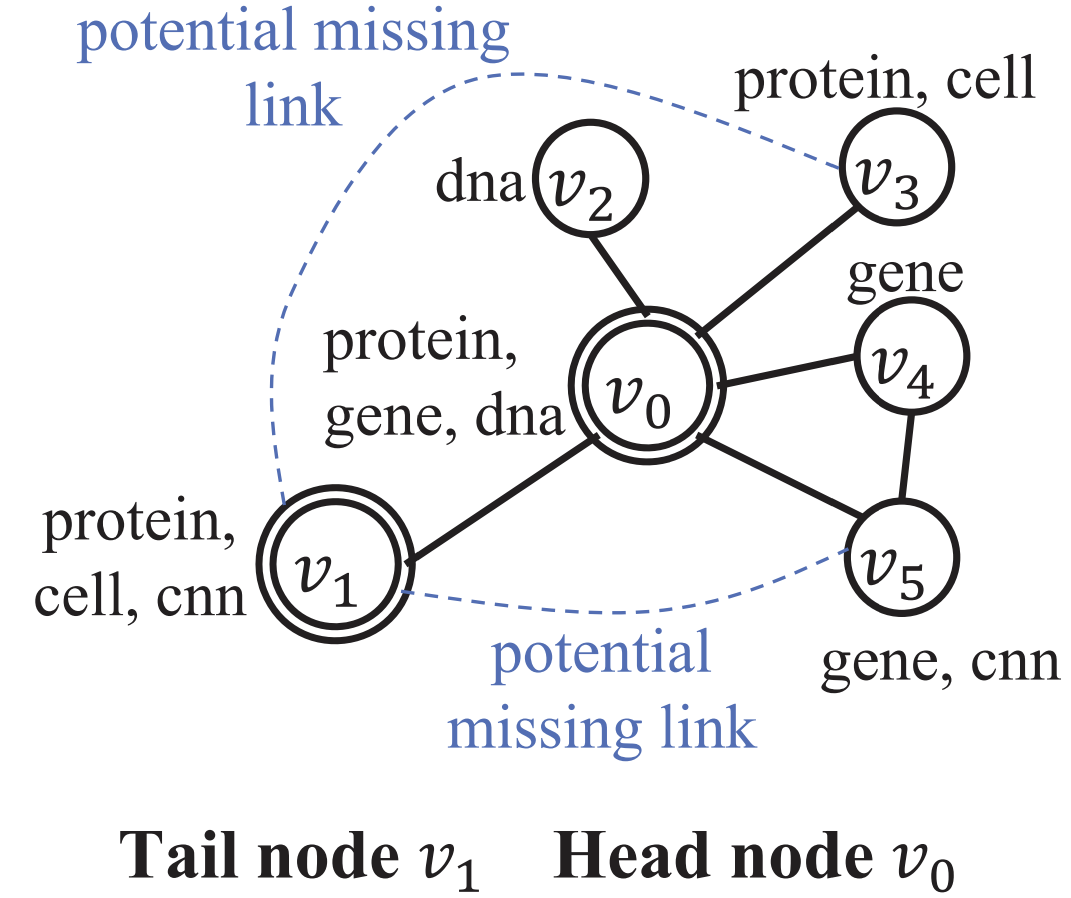 potential missing
link
protein, cell
dna
v2
v3
gene
protein,
gene, dna
v0
v4
protein,
cell, cnn
v1
v5
potential
missing link
gene, cnn
Tail node v1 Head node v0